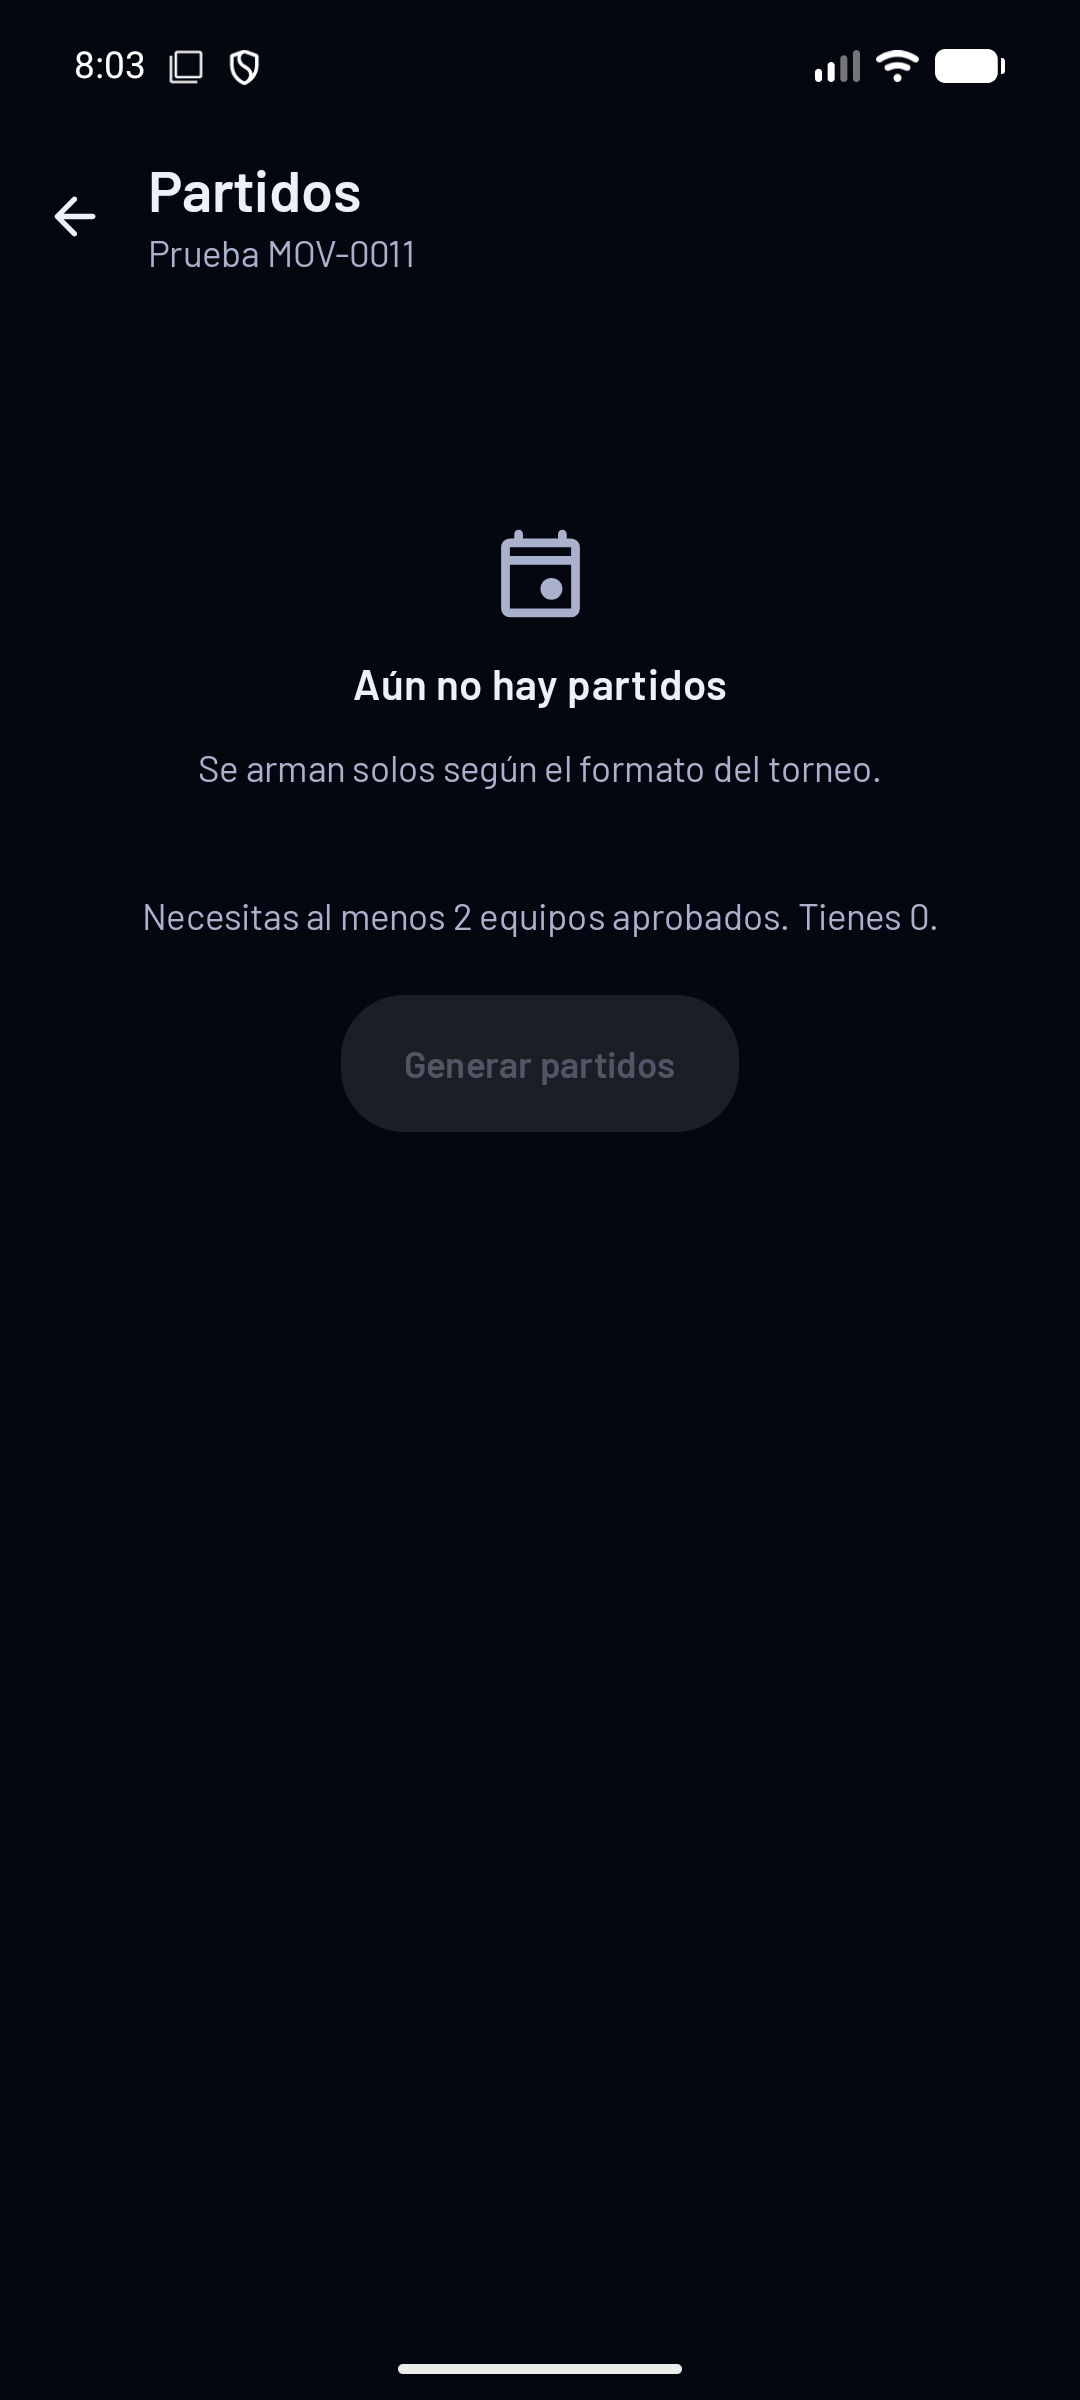 8:03
Partidos
Prueba MOV-0011
Aún no hay partidos
Se arman solos según el formato del torneo.
Necesitas al menos 2 equipos aprobados. Tienes 0.
Generar partidos